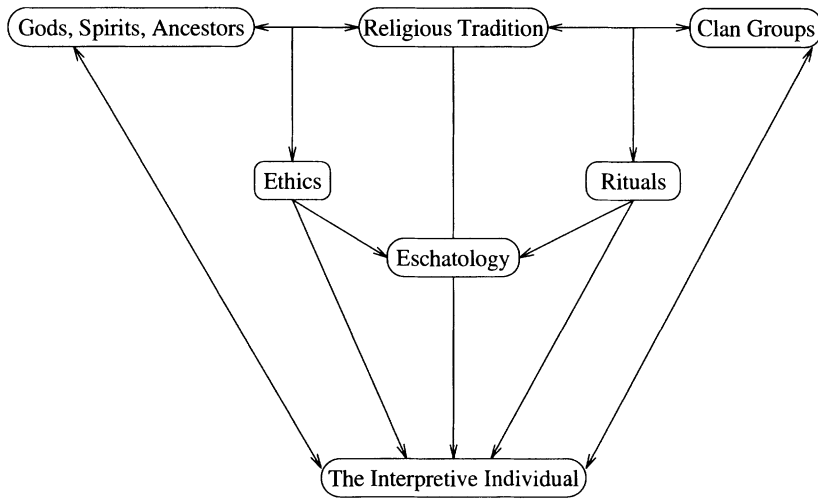 Gods, Spirits, Ancestors
Religious Tradition
Clan Groups
Ethics
Rituals
Eschatology
The Interpretive Individual